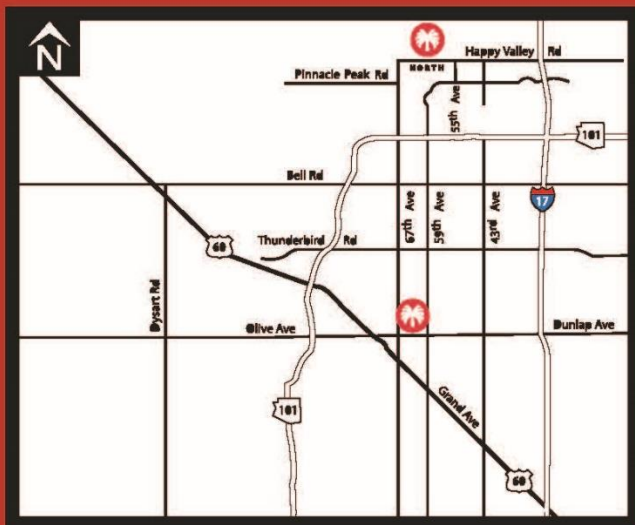 N
NORTH
Happy Valley Rd
Pinnacle Peak Rd
55th Ave
101
Bell Rd
67th Ave
59th Ave
43rd Ave
17
60
Thunderbird Rd
Dysart Rd
Olive Ave
Dunlap Ave
101
Grand Ave
60